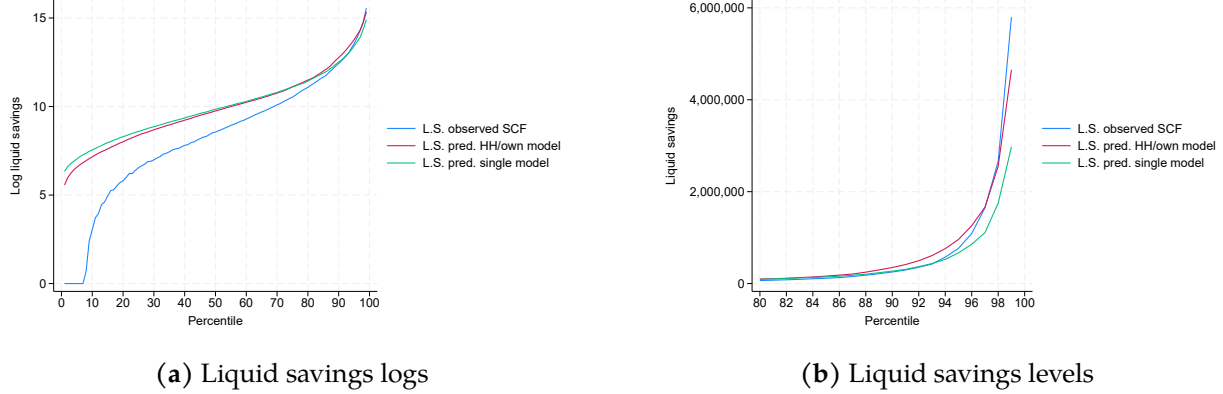 15
10
5
0
Log liquid savings
0 10 20 30 40 50 60 70 80 90 100
Percentile
L.S. observed SCF
L.S. pred. HH/own model
L.S. pred. single model
(a) Liquid savings logs
6,000,000
4,000,000
2,000,000
0
Liquid savings
80 82 84 86 88 90 92 94 96 98 100
Percentile
L.S. observed SCF
L.S. pred. HH/own model
L.S. pred. single model
(b) Liquid savings levels